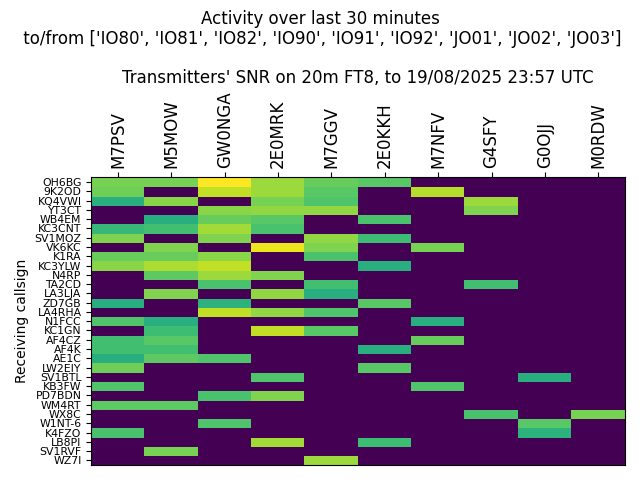 Activity over last 30 minutes
to/from ['IO80', 'IO81', 'IO82', 'IO90', 'IO91', 'IO92', 'JO01', 'JO02', 'JO03']
Transmitters' SNR on 20m FT8, to 19/08/2025 23:57 UTC
M7PSV
M5MOW
GW0NGA
2E0MRK
M7GGV
2E0KKH
M7NFV
G4SFY
G0OJJ
M0RDW
Receiving callsign
OH6BG
9K2OD
KQ4VWI
YT3CT
WB4EM
KC3CNT
SV1MOZ
VK6KC
K1RA
KC3YLW
N4RP
TA2CD
LA3LJA
ZD7GB
LA4RHA
N1FCC
KC1GN
AF4CZ
AF4K
AE1C
LW2EIY
SV1BTL
KB3FW
PD7BDN
WM4RT
WX8C
W1NT-6
K4FZO
LB8PI
SV1RVF
WZ7I